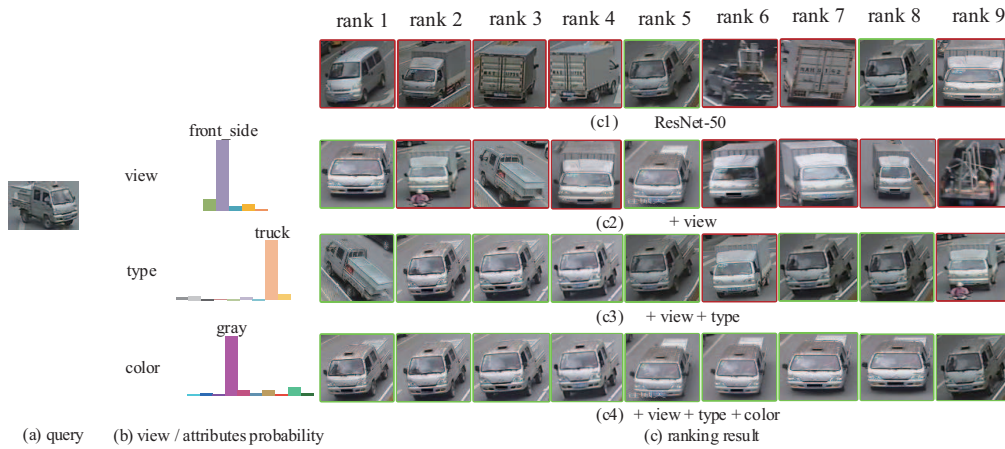 rank 1 rank 2 rank 3 rank 4 rank 5 rank 6 rank 7 rank 8 rank 9
(c1) ResNet-50
front_side
view
(c2) + view
truck
type
(c3) + view + type
gray
color
(c4) + view + type + color
(a) query (b) view / attributes probability (c) ranking result